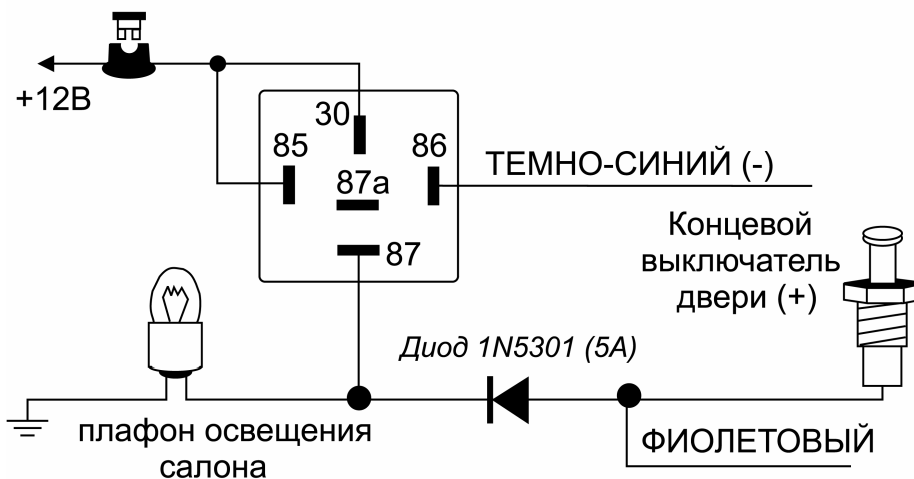 +12В
30
85
86
87а
87
ТЕМНО-СИНИЙ (-)
Концевой
выключатель
двери (+)
Диод 1N5301 (5А)
плафон освещения
салона
ФИОЛЕТОВЫЙ